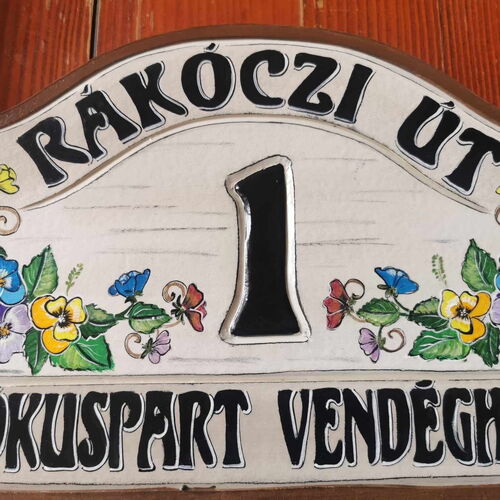 RÁKÓCZI ÚT
1
ÓKUSPART VENDÉGH